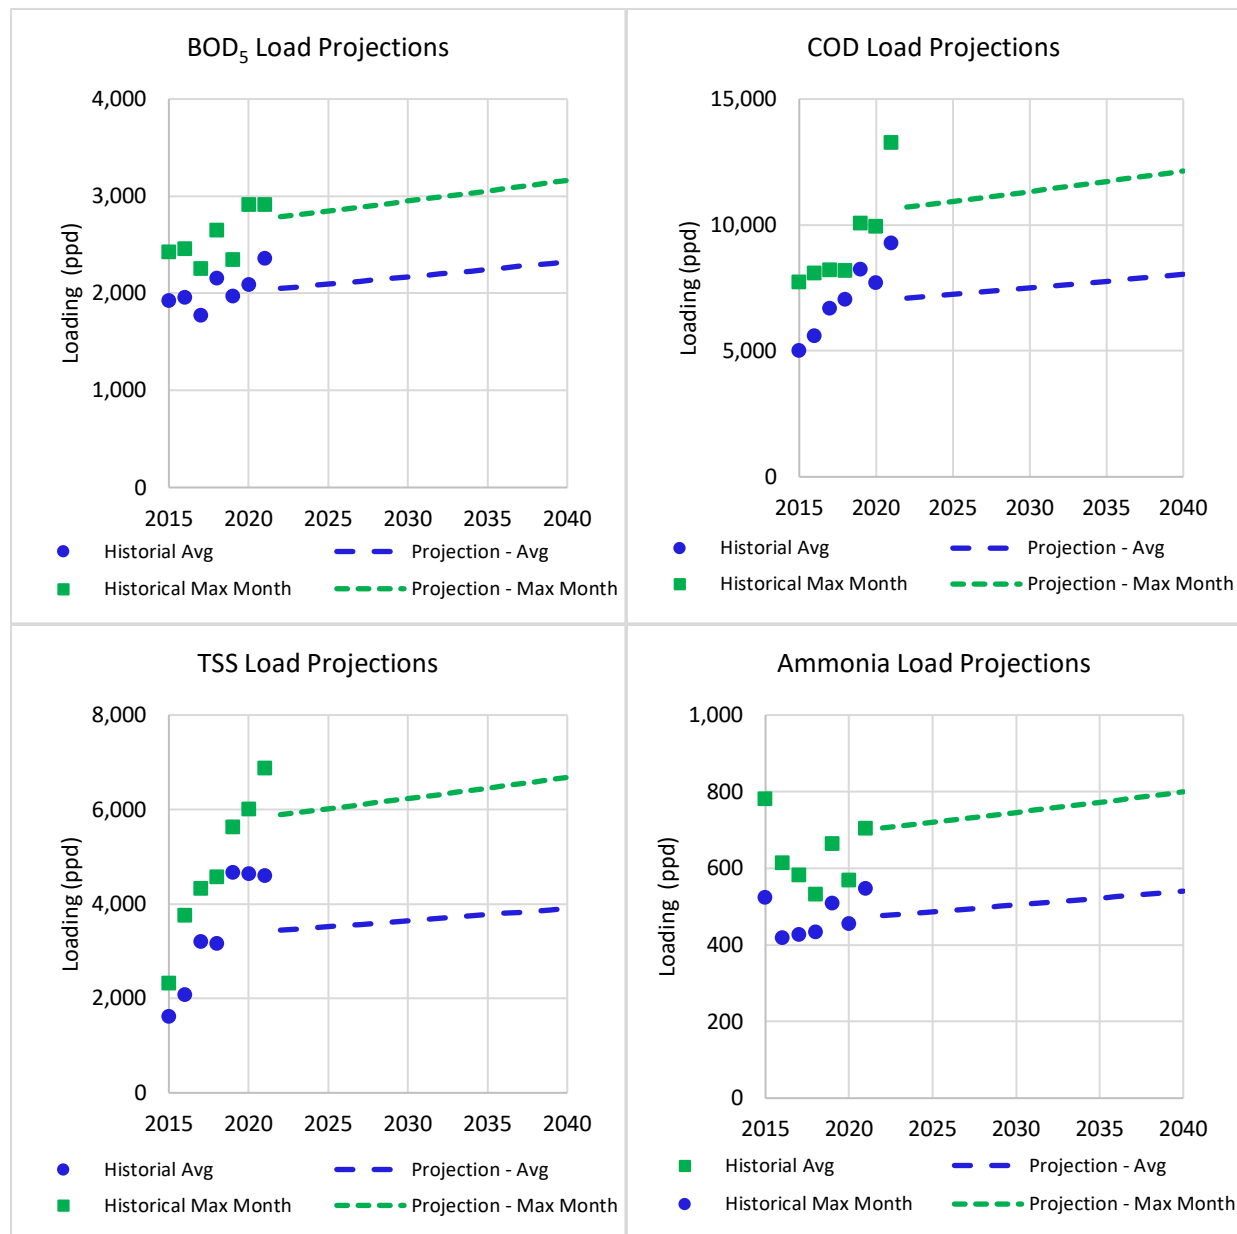 BOD₅ Load Projections
4,000
3,000
2,000
1,000
0
Loading (ppd)
2015 2020 2025 2030 2035 2040
Historial Avg Projection - Avg
Historical Max Month Projection - Max Month
COD Load Projections
15,000
10,000
5,000
0
Loading (ppd)
2015 2020 2025 2030 2035 2040
Historial Avg Projection - Avg
Historical Max Month Projection - Max Month
TSS Load Projections
8,000
6,000
4,000
2,000
0
Loading (ppd)
2015 2020 2025 2030 2035 2040
Historial Avg Projection - Avg
Historical Max Month Projection - Max Month
Ammonia Load Projections
1,000
800
600
400
200
0
Loading (ppd)
2015 2020 2025 2030 2035 2040
Historial Avg Projection - Avg
Historical Max Month Projection - Max Month